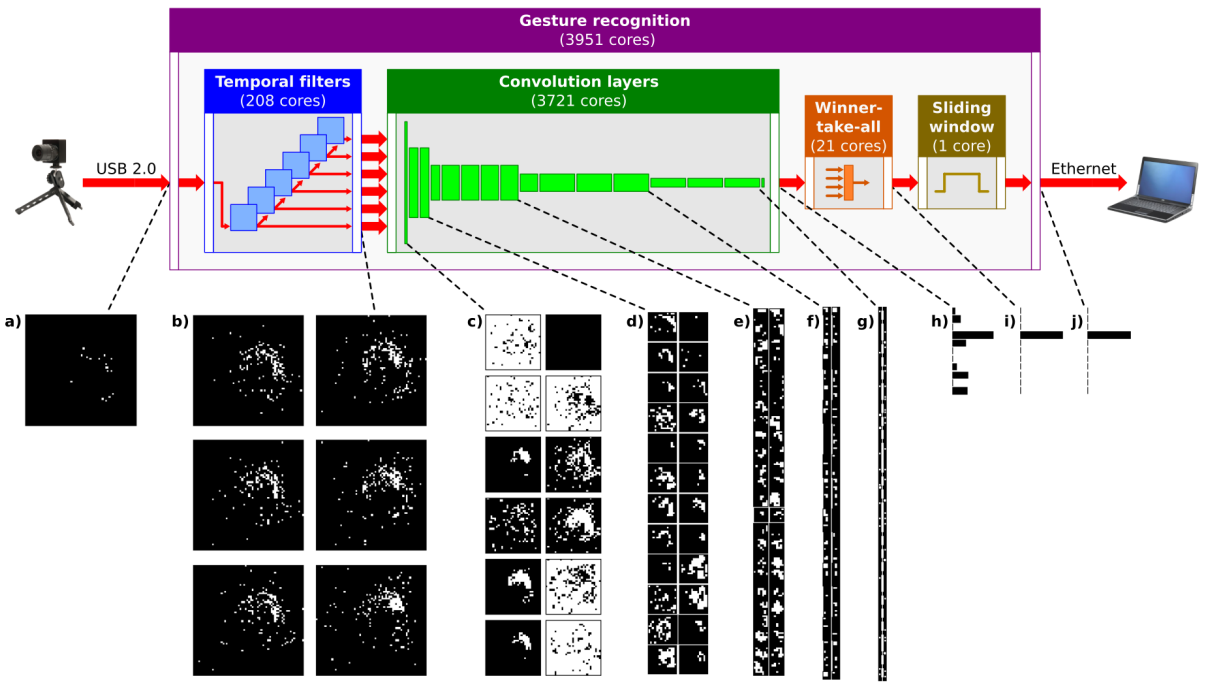 Gesture recognition
(3951 cores)
Temporal filters
(208 cores)
Convolution layers
(3721 cores)
Winner-
take-all
(21 cores)
Sliding
window
(1 core)
USB 2.0
Ethernet
a)
b)
c)
d)
e)
f)
g)
h)
i)
j)